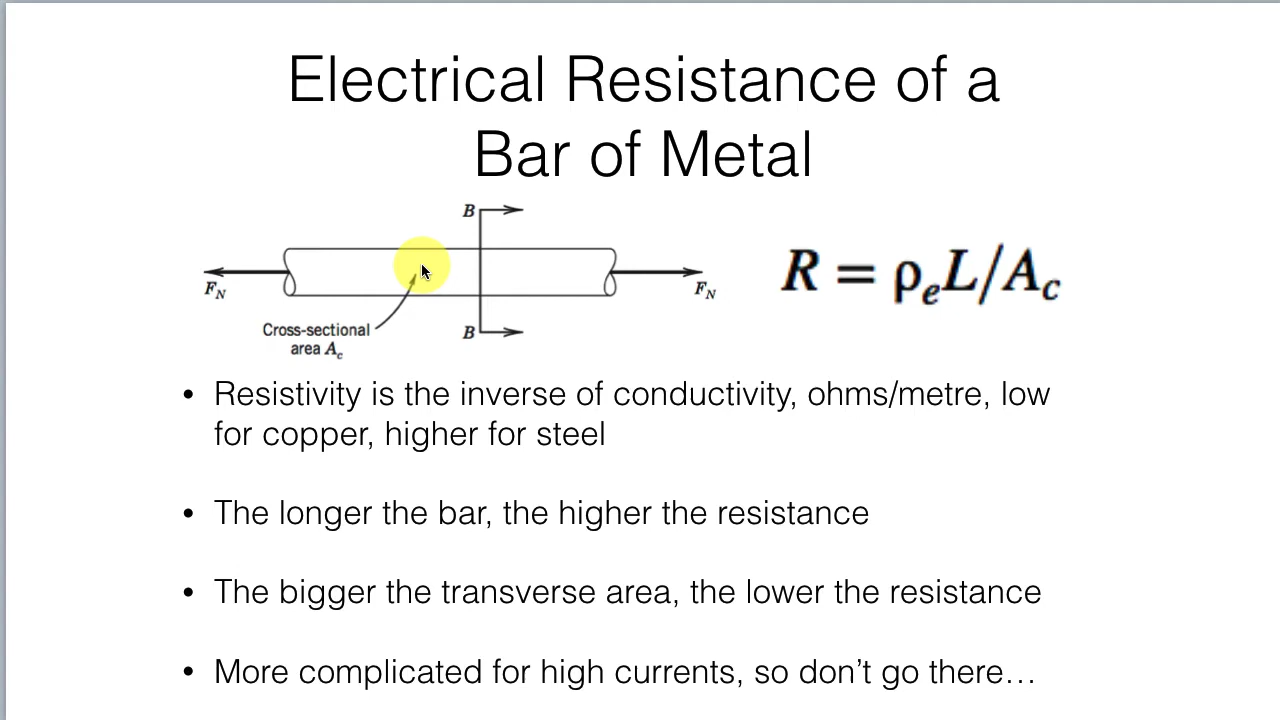 Electrical Resistance of a
Bar of Metal
B
F_N
F_N
Cross-sectional
area A_c
B
R = ρ_e L/A_c
• Resistivity is the inverse of conductivity, ohms/metre, low
for copper, higher for steel
• The longer the bar, the higher the resistance
• The bigger the transverse area, the lower the resistance
• More complicated for high currents, so don’t go there…